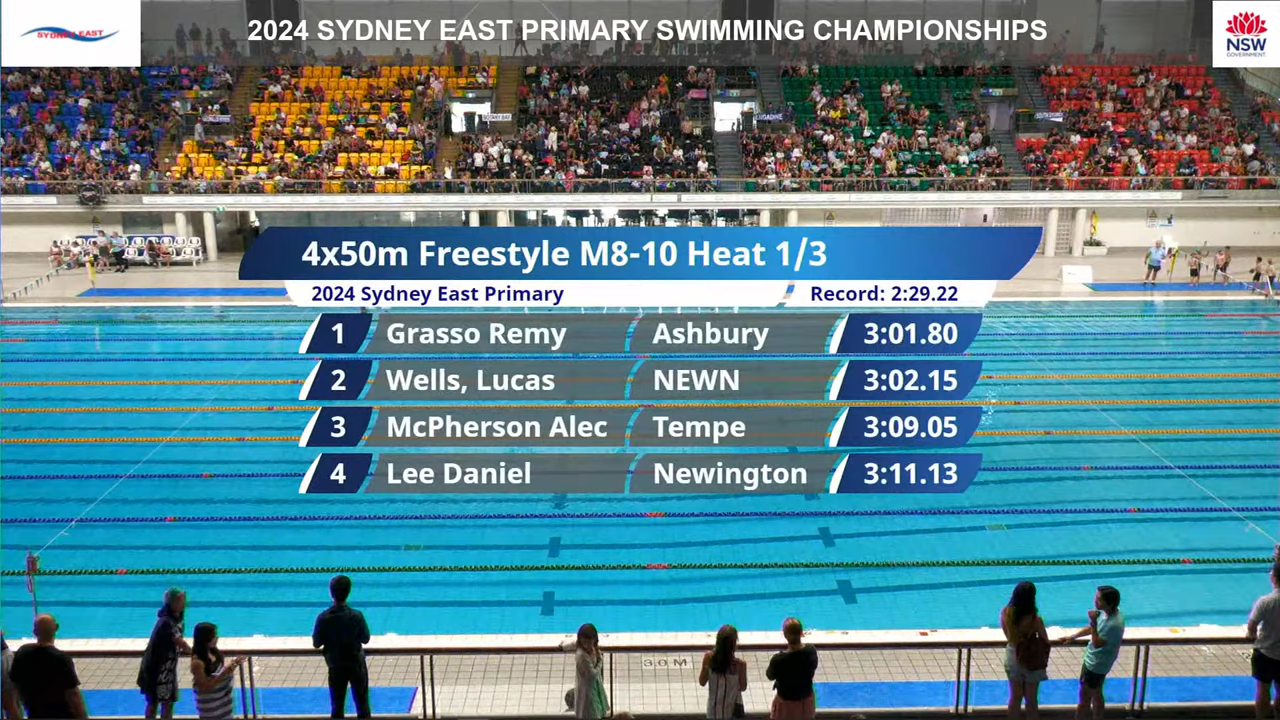 SYDNEY EAST
2024 SYDNEY EAST PRIMARY SWIMMING CHAMPIONSHIPS
NSW
GOVERNMENT
4x50m Freestyle M8-10 Heat 1/3
2024 Sydney East Primary Record: 2:29.22
1 Grasso Remy Ashbury 3:01.80
2 Wells, Lucas NEWN 3:02.15
3 McPherson Alec Tempe 3:09.05
4 Lee Daniel Newington 3:11.13
3.0 M